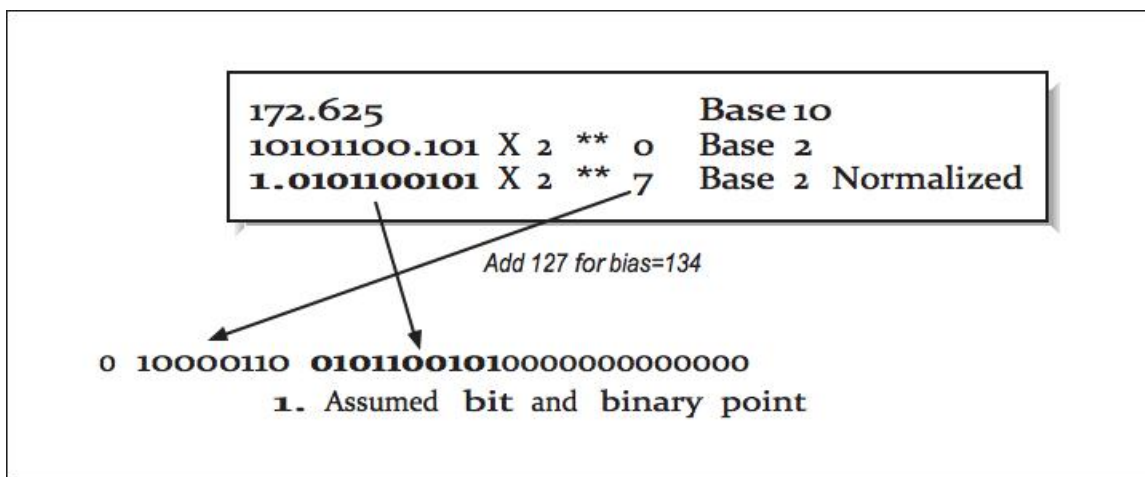 172.625 Base 10
10101100.101 X 2 ** 0 Base 2
1.0101100101 X 2 ** 7 Base 2 Normalized
Add 127 for bias=134
0 10000110 01011001010000000000000
1. Assumed bit and binary point